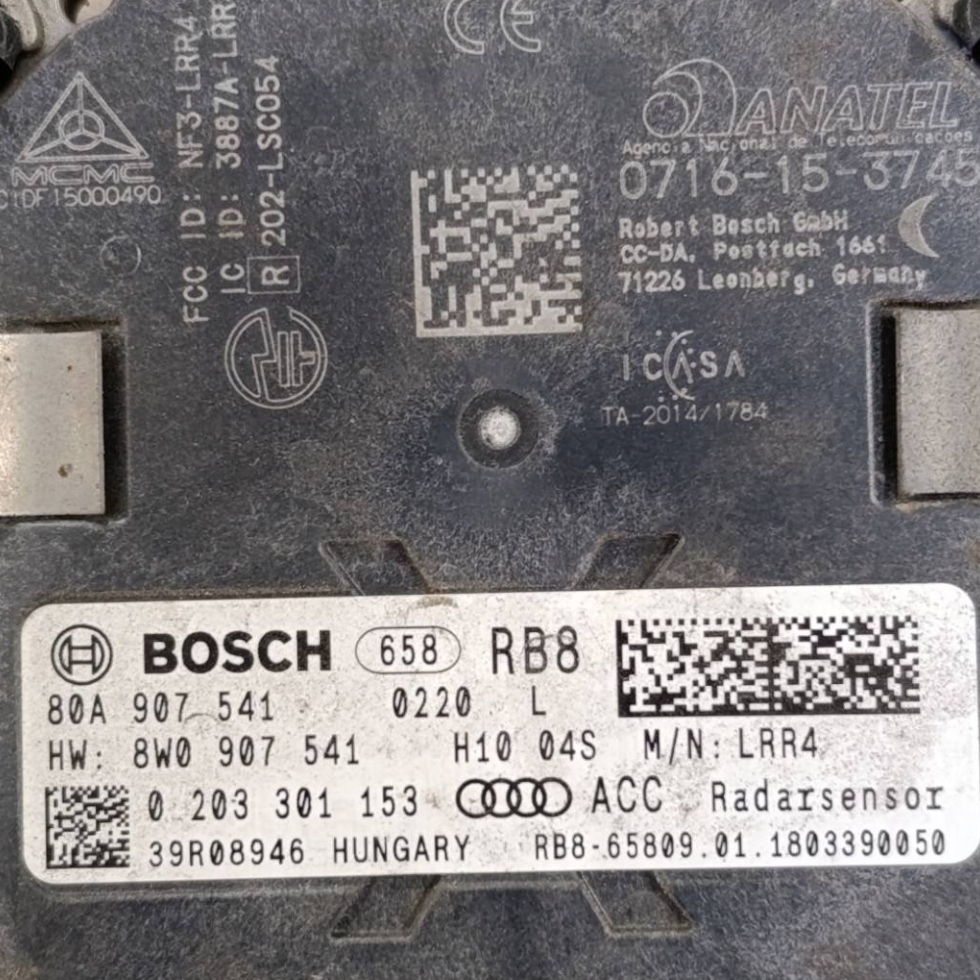 CE
MCMC
CIDF15000490
FCC ID: NF3-LRR4
IC ID: 3887A-LRR
R 202-LSC054
ANATEL
Agencia Nacional de Telecomunicacoes
0716-15-3745
Robert Bosch GmbH
CC-DA, Postfach 1661
71226 Leonberg, Germany
ICASA
TA-2014/1784
BOSCH 658 RB8
80A 907 541 0220 L
HW: 8W0 907 541 H10 04S M/N: LRR4
0 203 301 153 ACC Radarsensor
39R08946 HUNGARY RB8-65809.01.1803390050